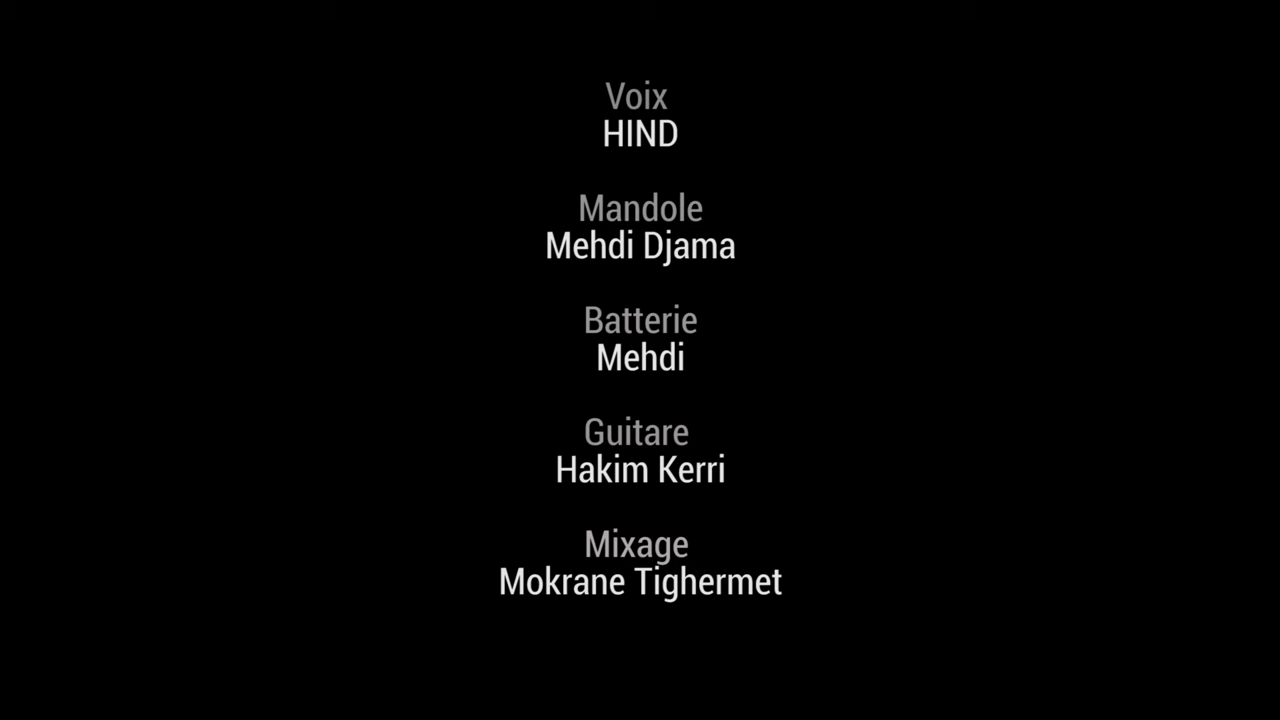 Voix
HIND
Mandole
Mehdi Djama
Batterie
Mehdi
Guitare
Hakim Kerri
Mixage
Mokrane Tighermet